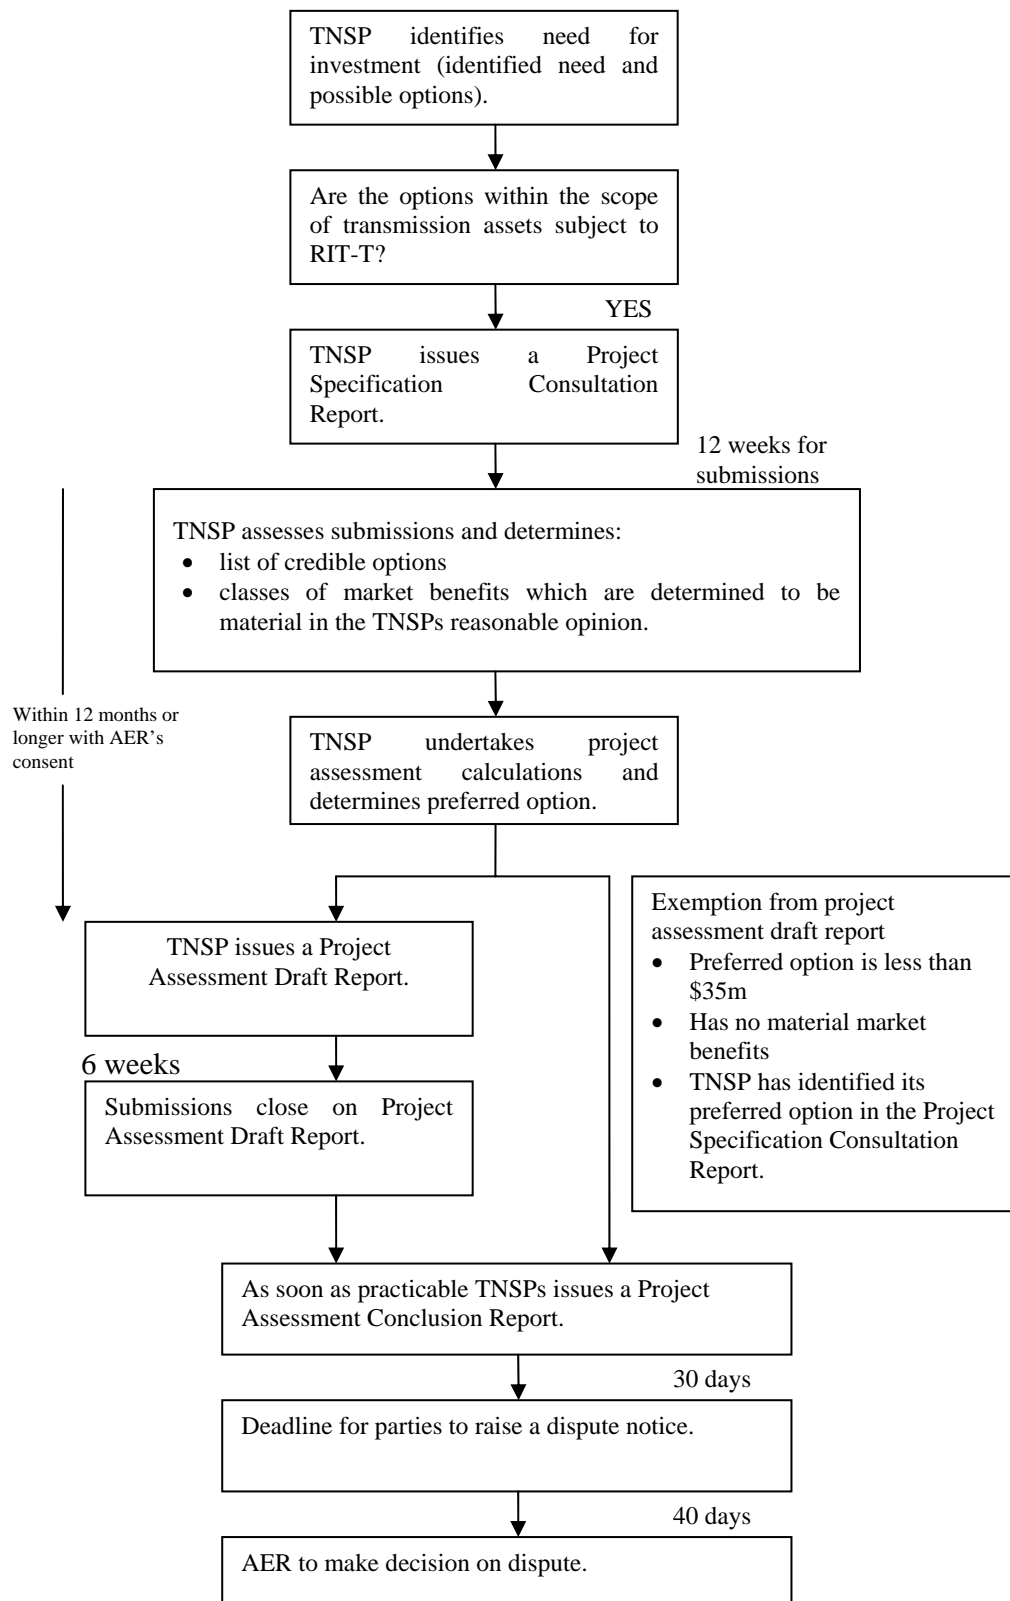 TNSP identifies need for
investment (identified need and
possible options).
Are the options within the scope
of transmission assets subject to
RIT-T?
YES
TNSP issues a Project
Specification Consultation
Report.
12 weeks for
submissions
TNSP assesses submissions and determines:
• list of credible options
• classes of market benefits which are determined to be
material in the TNSPs reasonable opinion.
Within 12 months or
longer with AER's
consent
TNSP undertakes project
assessment calculations and
determines preferred option.
Exemption from project
assessment draft report
• Preferred option is less than
$35m
• Has no material market
benefits
• TNSP has identified its
preferred option in the Project
Specification Consultation
Report.
TNSP issues a Project
Assessment Draft Report.
6 weeks
Submissions close on Project
Assessment Draft Report.
As soon as practicable TNSPs issues a Project
Assessment Conclusion Report.
30 days
Deadline for parties to raise a dispute notice.
40 days
AER to make decision on dispute.